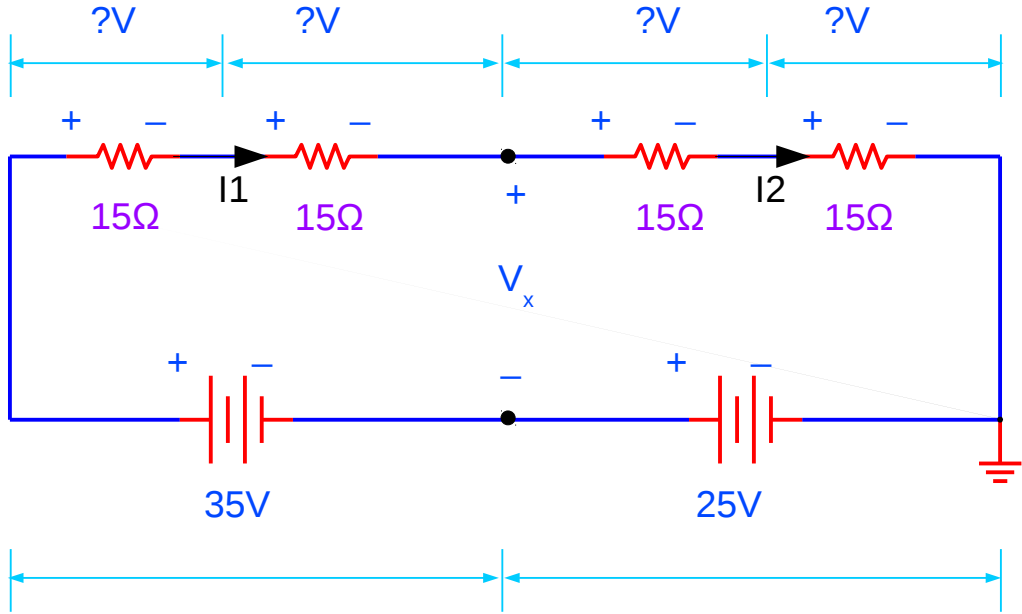 ?V ?V ?V ?V
+ – + – + – + –
I1 I2
15Ω 15Ω + 15Ω 15Ω
Vx
+ – – + –
35V 25V